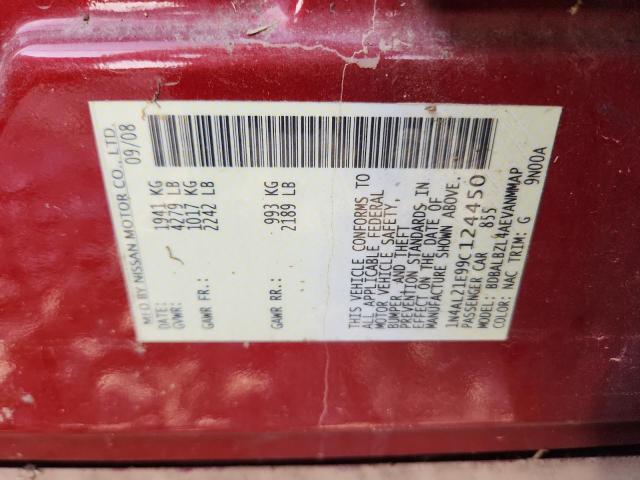 MFD BY NISSAN MOTOR CO., LTD.
DATE: 09/08
GVWR: 1941 KG
4279 LB
GAWR FR.: 1017 KG
2242 LB
GAWR RR.: 993 KG
2189 LB
THIS VEHICLE CONFORMS TO
ALL APPLICABLE FEDERAL
MOTOR VEHICLE SAFETY,
BUMPER, AND THEFT
PREVENTION STANDARDS IN
EFFECT ON THE DATE OF
MANUFACTURE SHOWN ABOVE.
1N4AL21E99C124450
PASSENGER CAR 855
MODEL: BDBALBZL4AEVANMMAP
COLOR: NAC TRIM: G 9N00A